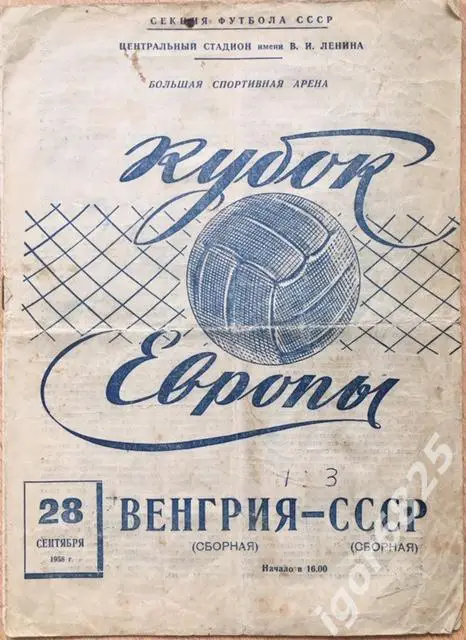 СЕКЦИЯ ФУТБОЛА СССР
ЦЕНТРАЛЬНЫЙ СТАДИОН имени В. И. ЛЕНИНА
БОЛЬШАЯ СПОРТИВНАЯ АРЕНА
Кубок
Европы
1 3
28
СЕНТЯБРЯ
1958 г.
ВЕНГРИЯ–СССР
(СБОРНАЯ) (СБОРНАЯ)
Начало в 16.00
igor6825